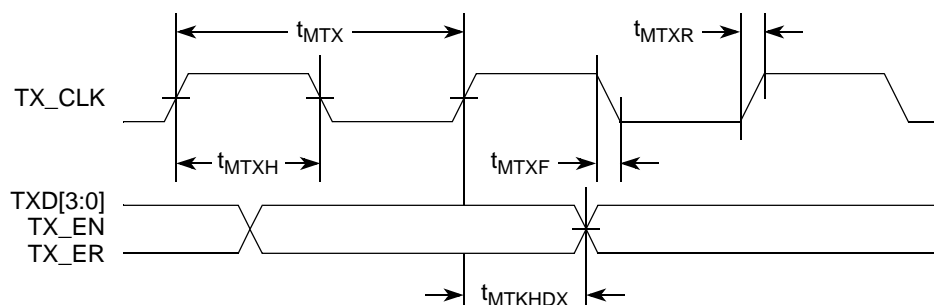 tMTX
tMTXR
TX_CLK
tMTXH
tMTXF
TXD[3:0]
TX_EN
TX_ER
tMTKHDX